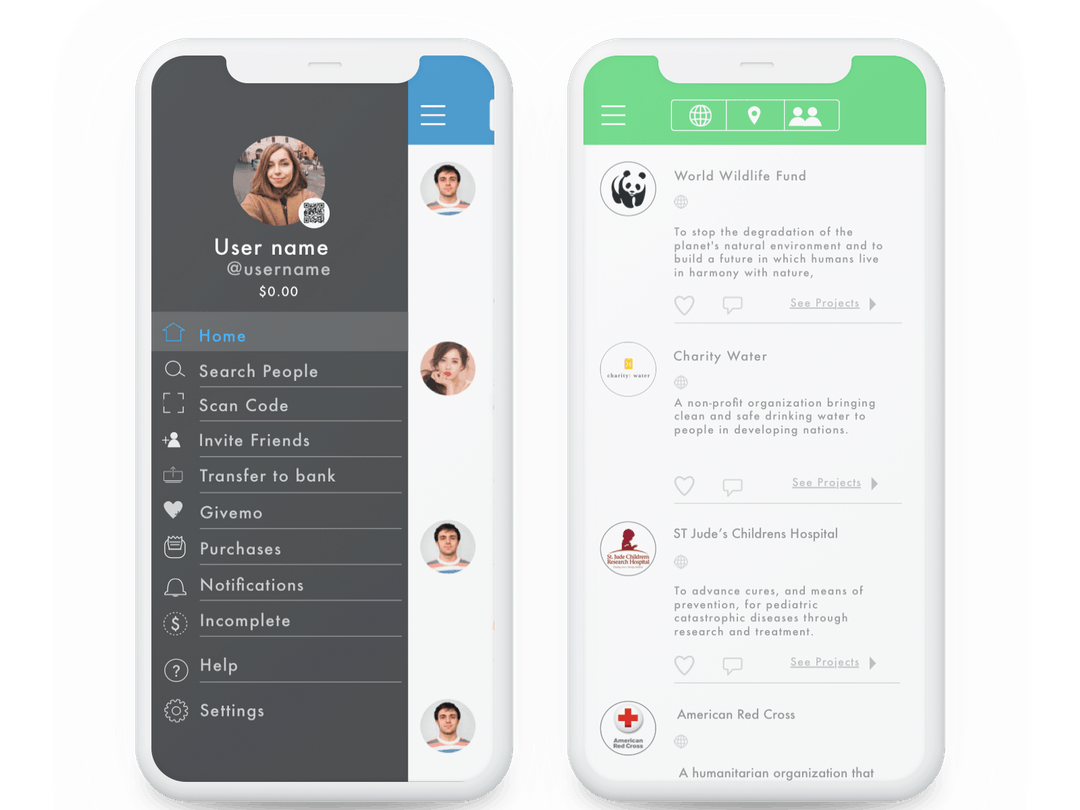 User name
@username
$0.00
Home
Search People
Scan Code
Invite Friends
Transfer to bank
Givemo
Purchases
Notifications
$
Incomplete
?
Help
Settings
World Wildlife Fund
To stop the degradation of the
planet's natural environment and to
build a future in which humans live
in harmony with nature,
See Projects
charity: water
Charity Water
A non-profit organization bringing
clean and safe drinking water to
people in developing nations.
See Projects
St. Jude Childrens
Research Hospital
ST Jude's Childrens Hospital
To advance cures, and means of
prevention, for pediatric
catastrophic diseases through
research and treatment.
See Projects
American
Red Cross
American Red Cross
A humanitarian organization that